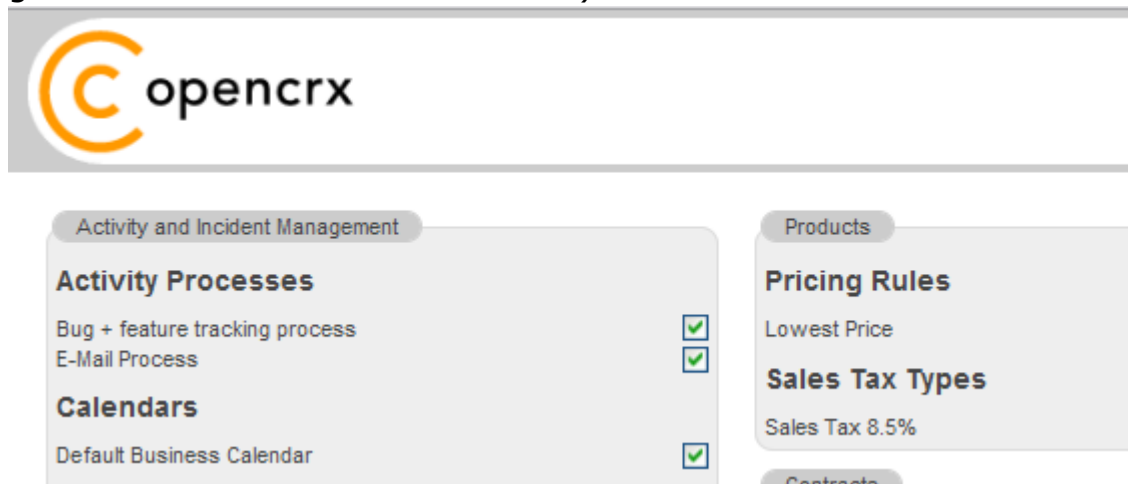 opencrx
Activity and Incident Management
Activity Processes
Bug + feature tracking process
E-Mail Process
Calendars
Default Business Calendar
Products
Pricing Rules
Lowest Price
Sales Tax Types
Sales Tax 8.5%